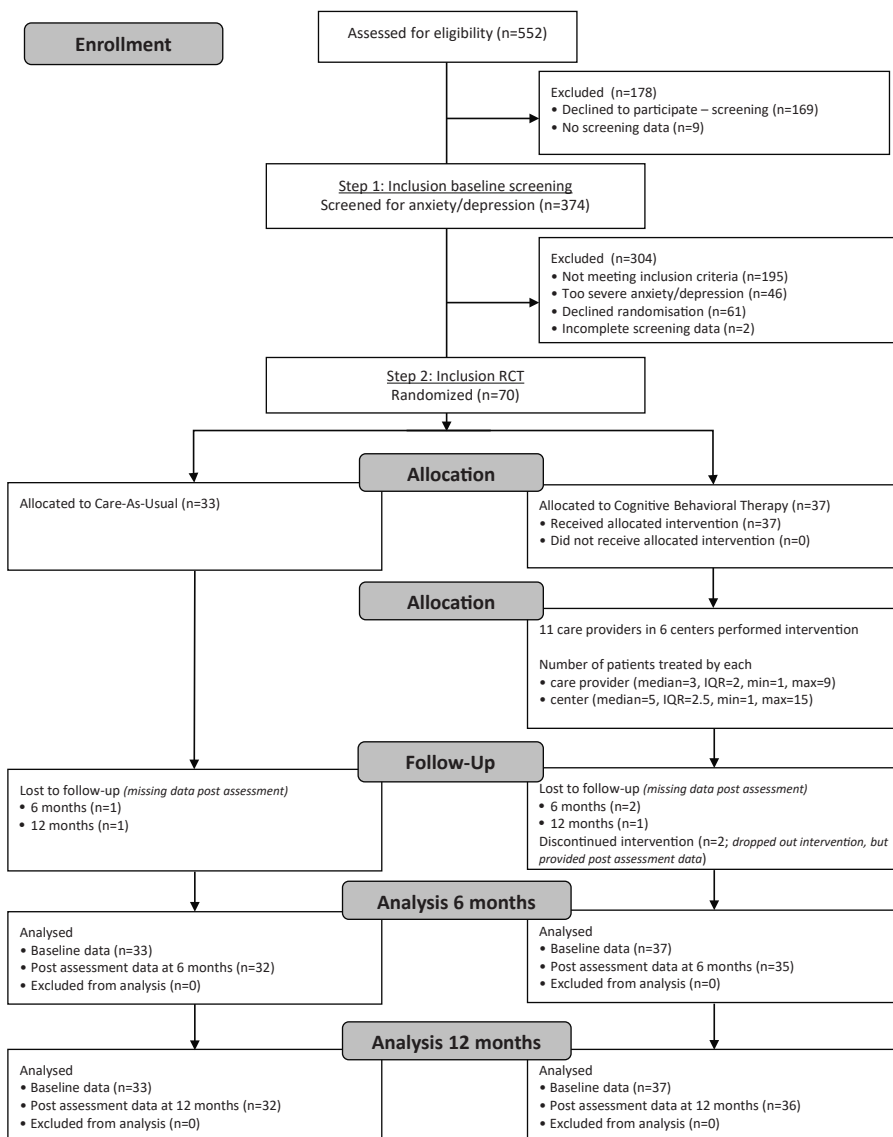 Enrollment
Assessed for eligibility (n=552)
Excluded (n=178)
• Declined to participate – screening (n=169)
• No screening data (n=9)
Step 1: Inclusion baseline screening
Screened for anxiety/depression (n=374)
Excluded (n=304)
• Not meeting inclusion criteria (n=195)
• Too severe anxiety/depression (n=46)
• Declined randomisation (n=61)
• Incomplete screening data (n=2)
Step 2: Inclusion RCT
Randomized (n=70)
Allocation
Allocated to Care-As-Usual (n=33)
Allocated to Cognitive Behavioral Therapy (n=37)
• Received allocated intervention (n=37)
• Did not receive allocated intervention (n=0)
Allocation
11 care providers in 6 centers performed intervention
Number of patients treated by each
• care provider (median=3, IQR=2, min=1, max=9)
• center (median=5, IQR=2.5, min=1, max=15)
Follow-Up
Lost to follow-up (missing data post assessment)
• 6 months (n=1)
• 12 months (n=1)
Lost to follow-up (missing data post assessment)
• 6 months (n=2)
• 12 months (n=1)
Discontinued intervention (n=2; dropped out intervention, but
provided post assessment data)
Analysis 6 months
Analysed
• Baseline data (n=33)
• Post assessment data at 6 months (n=32)
• Excluded from analysis (n=0)
Analysed
• Baseline data (n=37)
• Post assessment data at 6 months (n=35)
• Excluded from analysis (n=0)
Analysis 12 months
Analysed
• Baseline data (n=33)
• Post assessment data at 12 months (n=32)
• Excluded from analysis (n=0)
Analysed
• Baseline data (n=37)
• Post assessment data at 12 months (n=36)
• Excluded from analysis (n=0)